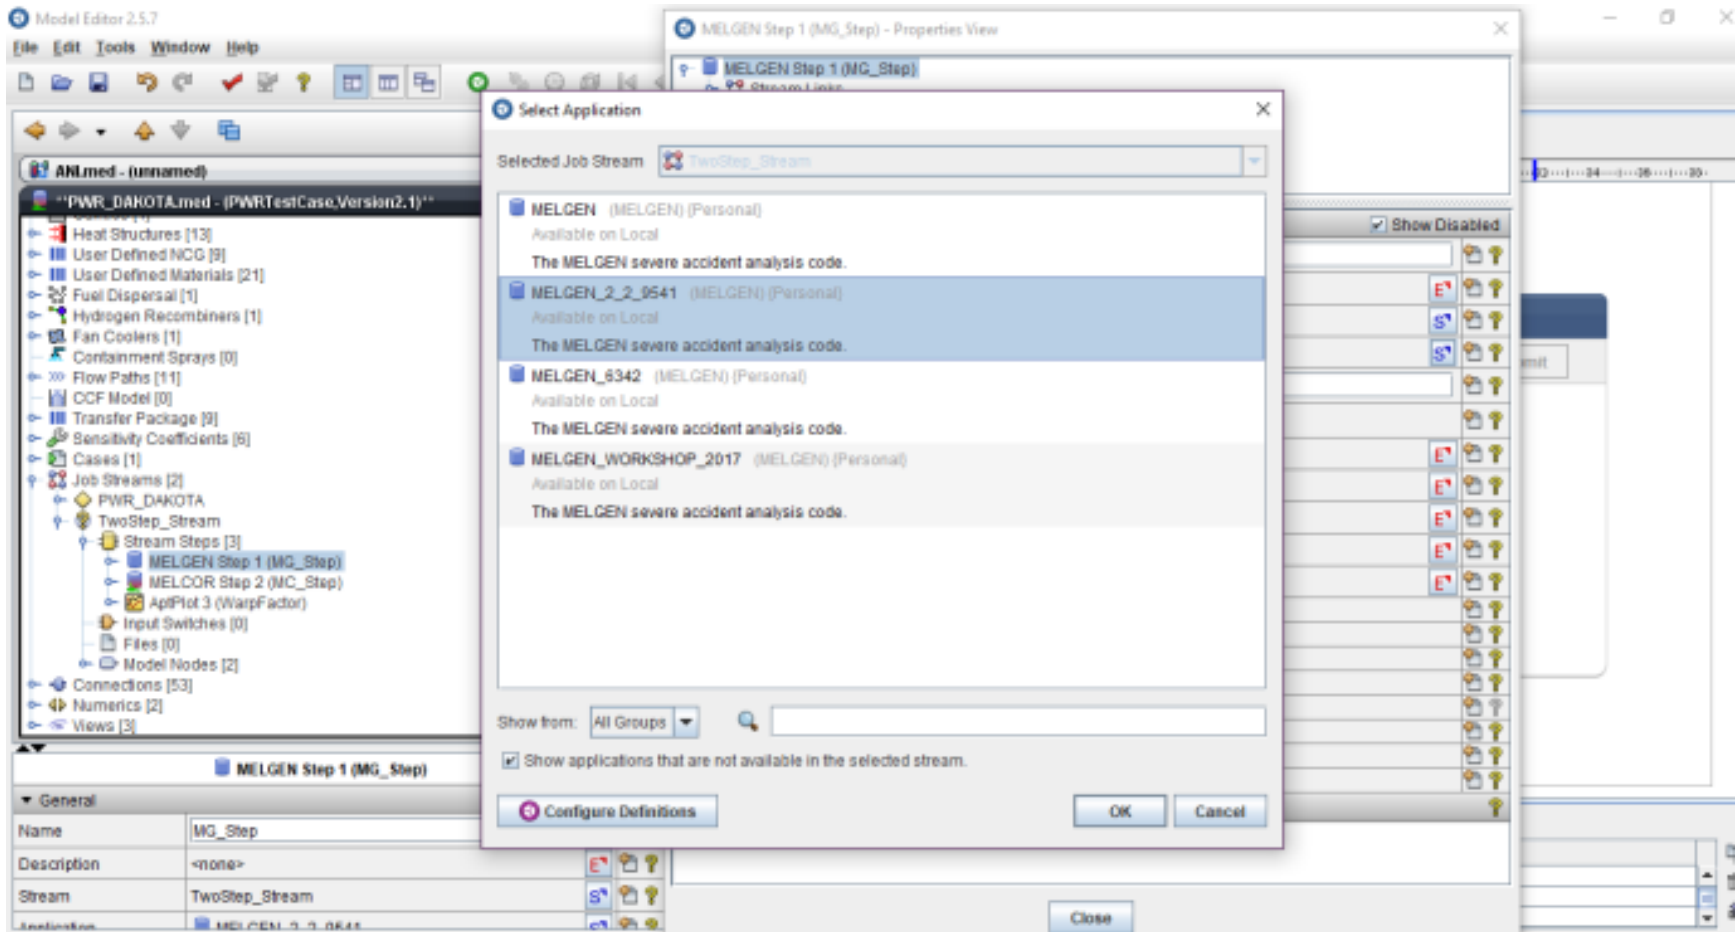 Model Editor 2.5.7
File Edit Tools Window Help
ANI.med - (unnamed)
**PWR_DAKOTA.med - (PWRTestCase,Version2.1)**
Heat Structures [13]
User Defined NCG [9]
User Defined Materials [21]
Fuel Dispersal [1]
Hydrogen Recombiners [1]
Fan Coolers [1]
Containment Sprays [0]
Flow Paths [11]
CCF Model [0]
Transfer Package [9]
Sensitivity Coefficients [6]
Cases [1]
Job Streams [2]
PWR_DAKOTA
TwoStep_Stream
Stream Steps [3]
MELGEN Step 1 (MG_Step)
MELCOR Step 2 (MC_Step)
AptPlot 3 (WarpFactor)
Input Switches [0]
Files [0]
Model Nodes [2]
Connections [53]
Numerics [2]
Views [3]
MELGEN Step 1 (MG_Step)
General
Name MG_Step
Description <none>
Stream TwoStep_Stream
Application MELGEN_2_2_9541
MELGEN Step 1 (MG_Step) - Properties View
MELGEN Step 1 (MG_Step)
Stream Links
Show Disabled
Close
Select Application
Selected Job Stream TwoStep_Stream
MELGEN (MELGEN) (Personal)
Available on Local
The MELGEN severe accident analysis code.
MELGEN_2_2_9541 (MELGEN) (Personal)
Available on Local
The MELGEN severe accident analysis code.
MELGEN_6342 (MELGEN) (Personal)
Available on Local
The MELGEN severe accident analysis code.
MELGEN_WORKSHOP_2017 (MELGEN) (Personal)
Available on Local
The MELGEN severe accident analysis code.
Show from: All Groups
Show applications that are not available in the selected stream.
Configure Definitions OK Cancel